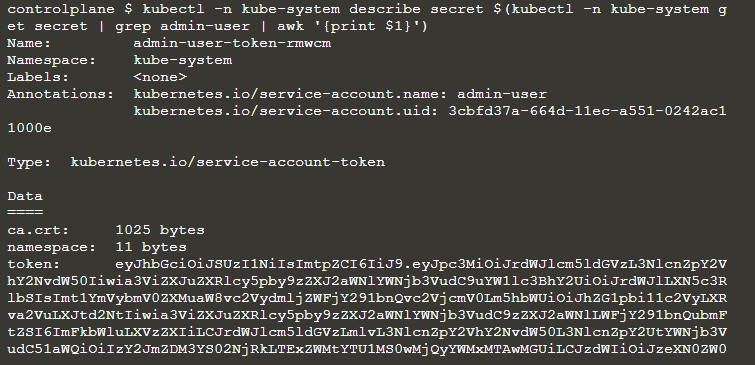 controlplane $ kubectl -n kube-system describe secret $(kubectl -n kube-system g
et secret | grep admin-user | awk '{print $1}')
Name:         admin-user-token-rmwcm
Namespace:    kube-system
Labels:       <none>
Annotations:  kubernetes.io/service-account.name: admin-user
              kubernetes.io/service-account.uid: 3cbfd37a-664d-11ec-a551-0242ac1
1000e

Type:  kubernetes.io/service-account-token

Data
====
ca.crt:     1025 bytes
namespace:  11 bytes
token:      eyJhbGciOiJSUzI1NiIsImtpZCI6IiJ9.eyJpc3MiOiJrdWJlcm5ldGVzL3NlcnZpY2V
hY2NvdW50Iiwia3ViZXJuZXRlcy5pby9zZXJ2aWNlYWNjb3VudC9uYW1lc3BhY2UiOiJrdWJlLXN5c3R
lbSIsImt1YmVybmV0ZXMuaW8vc2VydmljZWFjY291bnQvc2VjcmV0Lm5hbWUiOiJhZG1pbi11c2VyLXR
va2VuLXJtd2NtIiwia3ViZXJuZXRlcy5pby9zZXJ2aWNlYWNjb3VudC9zZXJ2aWNlLWFjY291bnQubmF
tZSI6ImFkbWluLXVzZXIiLCJrdWJlcm5ldGVzLmlvL3NlcnZpY2VhY2NvdW50L3NlcnZpY2UtYWNjb3V
udC51aWQiOiIzY2JmZDM3YS02NjRkLTExZWMtYTU1MS0wMjQyYWMxMTAwMGUiLCJzdWIiOiJzeXN0ZW0